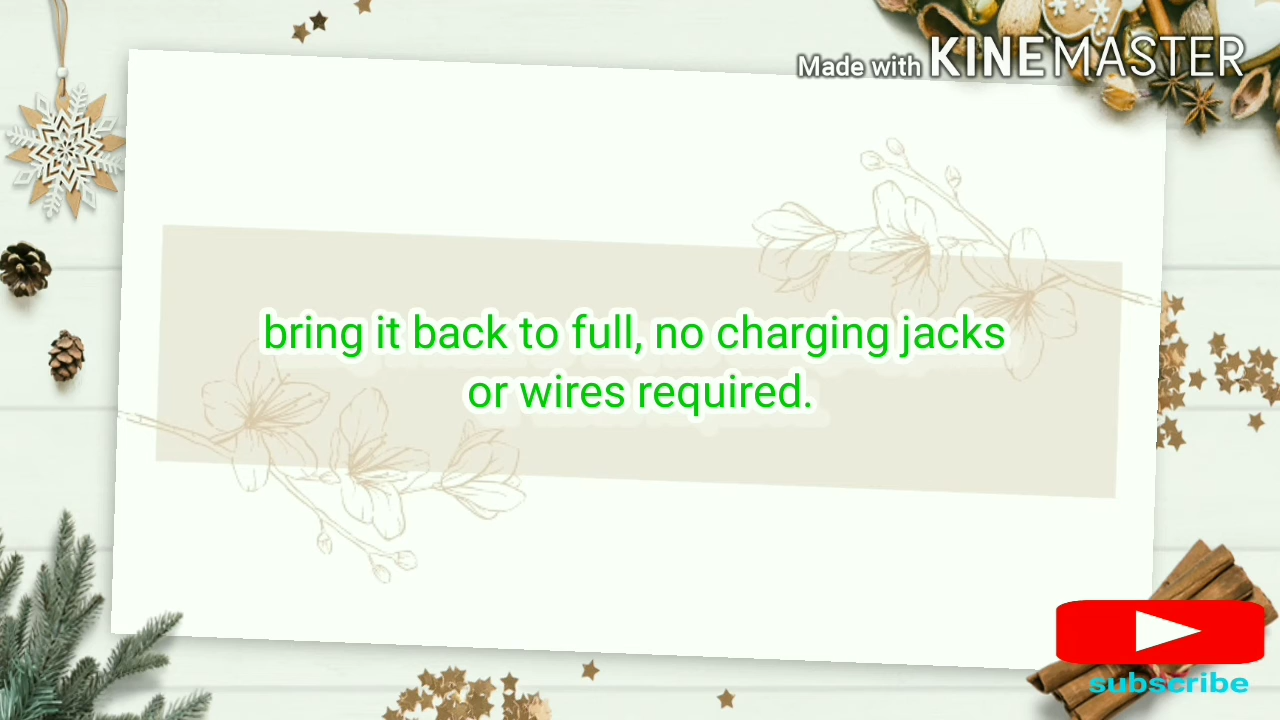 Made with KINEMASTER
bring it back to full, no charging jacks
or wires required.
subscribe